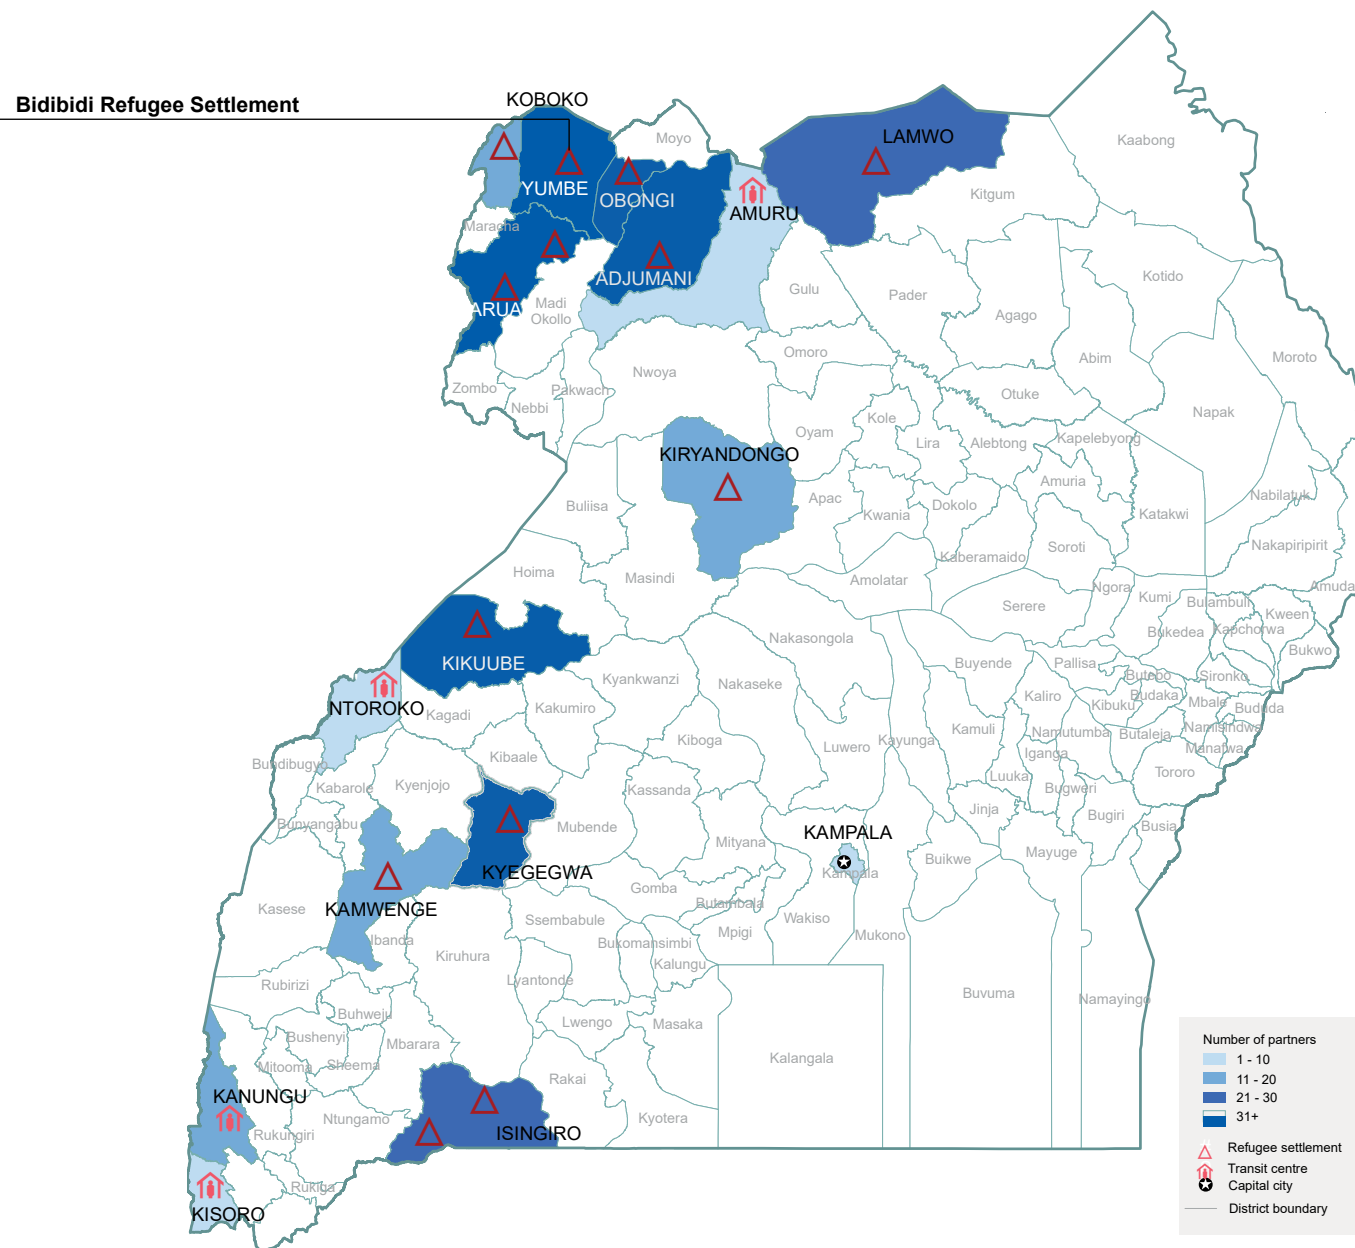 Bidibidi Refugee Settlement
KOBOKO
Moyo
LAMWO
Kaabong
YUMBE
OBONGI
AMURU
Kitgum
Maracha
ADJUMANI
Kotido
Gulu
Pader
ARUA
Madi
Okollo
Agago
Omoro
Abim
Moroto
Zombo
Nwoya
Pakwach
Nebbi
Otuke
Napak
Kole
Oyam
Lira
Alebtong
Kapelebyong
KIRYANDONGO
Amuria
Nabilatuk
Buliisa
Apac
Kwania
Dokolo
Katakwi
Soroti
Nakapiripirit
Kaberamaido
Hoima
Masindi
Amolatar
Ngora
Kumi
Amuda
Serere
Bulambuli
Kween
Nakasongola
Bukedea
Kapchorwa
Bukwo
KIKUUBE
Buyende
Pallisa
Kyankwanzi
Nakaseke
Butebo
Sironko
NTOROKO
Kagadi
Kakumiro
Kaliro
Kibuku
Budaka
Mbale
Bududa
Kiboga
Luwero
Kayunga
Kamuli
Namutumba
Butaleja
Namisindwa
Manafwa
Bundibugyo
Kibaale
Iganga
Kabarole
Kyenjojo
Kassanda
Luuka
Bugweri
Tororo
Bunyangabu
Mubende
Mityana
KAMPALA
Jinja
Bugiri
Busia
KYEGEGWA
Kampala
Buikwe
Mayuge
Gomba
Butambala
Kasese
KAMWENGE
Ssembabule
Wakiso
Ibanda
Bukomansimbi
Mpigi
Mukono
Kiruhura
Kalungu
Rubirizi
Lyantonde
Buvuma
Namayingo
Buhweju
Lwengo
Masaka
Bushenyi
Mbarara
Mitooma
Sheema
Kalangala
Rakai
KANUNGU
Ntungamo
Kyotera
Rukungiri
ISINGIRO
Rukiga
KISORO
Number of partners
1 - 10
11 - 20
21 - 30
31+
Refugee settlement
Transit centre
Capital city
District boundary